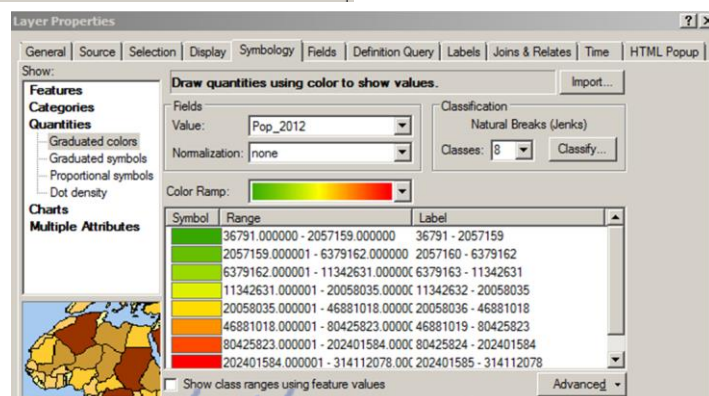 Layer Properties
General Source Selection Display Symbology Fields Definition Query Labels Joins & Relates Time HTML Popup
Show:
Features
Categories
Quantities
Graduated colors
Graduated symbols
Proportional symbols
Dot density
Charts
Multiple Attributes
Draw quantities using color to show values.
Import...
Fields
Value: Pop_2012
Normalization: none
Classification
Natural Breaks (Jenks)
Classes: 8 Classify...
Color Ramp:
Symbol Range Label
36791.000000 - 2057159.000000 36791 - 2057159
2057159.000001 - 6379162.000000 2057160 - 6379162
6379162.000001 - 11342631.00000 6379163 - 11342631
11342631.000001 - 20058035.0000 11342632 - 20058035
20058035.000001 - 46881018.0000 20058036 - 46881018
46881018.000001 - 80425823.0000 46881019 - 80425823
80425823.000001 - 202401584.000 80425824 - 202401584
202401584.000001 - 314112078.00 202401585 - 314112078
Show class ranges using feature values
Advanced